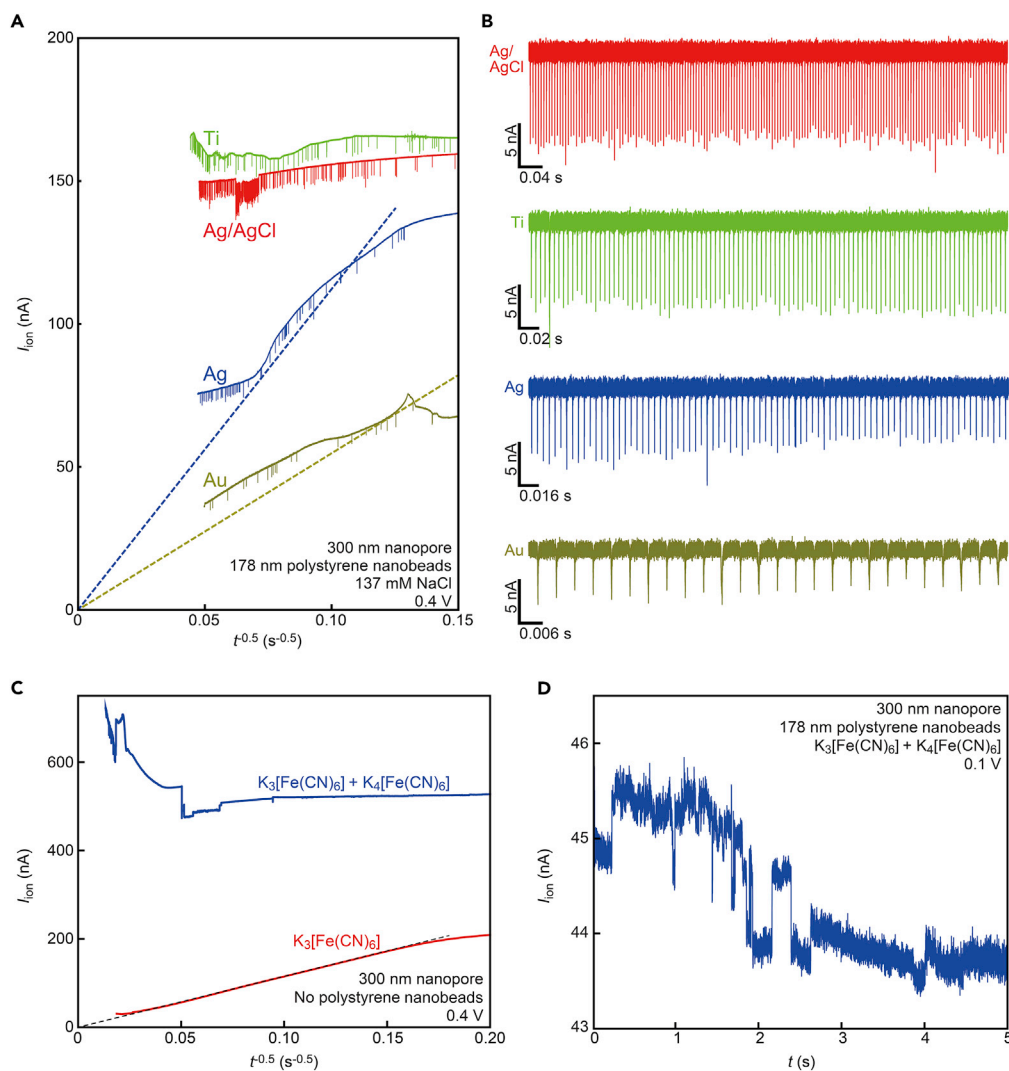 A
200
150
100
50
0
I_ion (nA)
Ti
Ag/AgCl
Ag
Au
300 nm nanopore
178 nm polystyrene nanobeads
137 mM NaCl
0.4 V
0
0.05
0.10
0.15
t^-0.5 (s^-0.5)
B
Ag/
AgCl
5 nA
0.04 s
Ti
5 nA
0.02 s
Ag
5 nA
0.016 s
Au
5 nA
0.006 s
C
600
400
200
0
I_ion (nA)
K3[Fe(CN)6] + K4[Fe(CN)6]
K3[Fe(CN)6]
300 nm nanopore
No polystyrene nanobeads
0.4 V
0
0.05
0.10
0.15
0.20
t^-0.5 (s^-0.5)
D
46
45
44
43
I_ion (nA)
300 nm nanopore
178 nm polystyrene nanobeads
K3[Fe(CN)6] + K4[Fe(CN)6]
0.1 V
0
1
2
3
4
5
t (s)